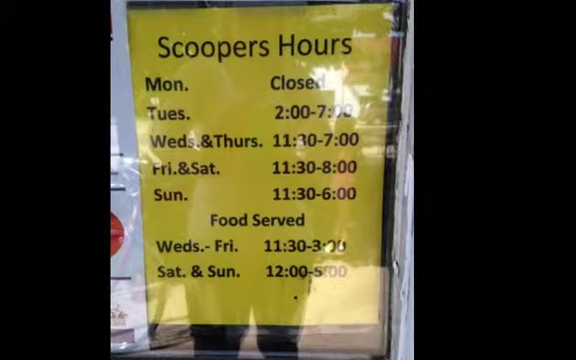 Scoopers Hours
Mon. Closed
Tues. 2:00-7:00
Weds.&Thurs. 11:30-7:00
Fri.&Sat. 11:30-8:00
Sun. 11:30-6:00
Food Served
Weds.- Fri. 11:30-3:00
Sat. & Sun. 12:00-5:00